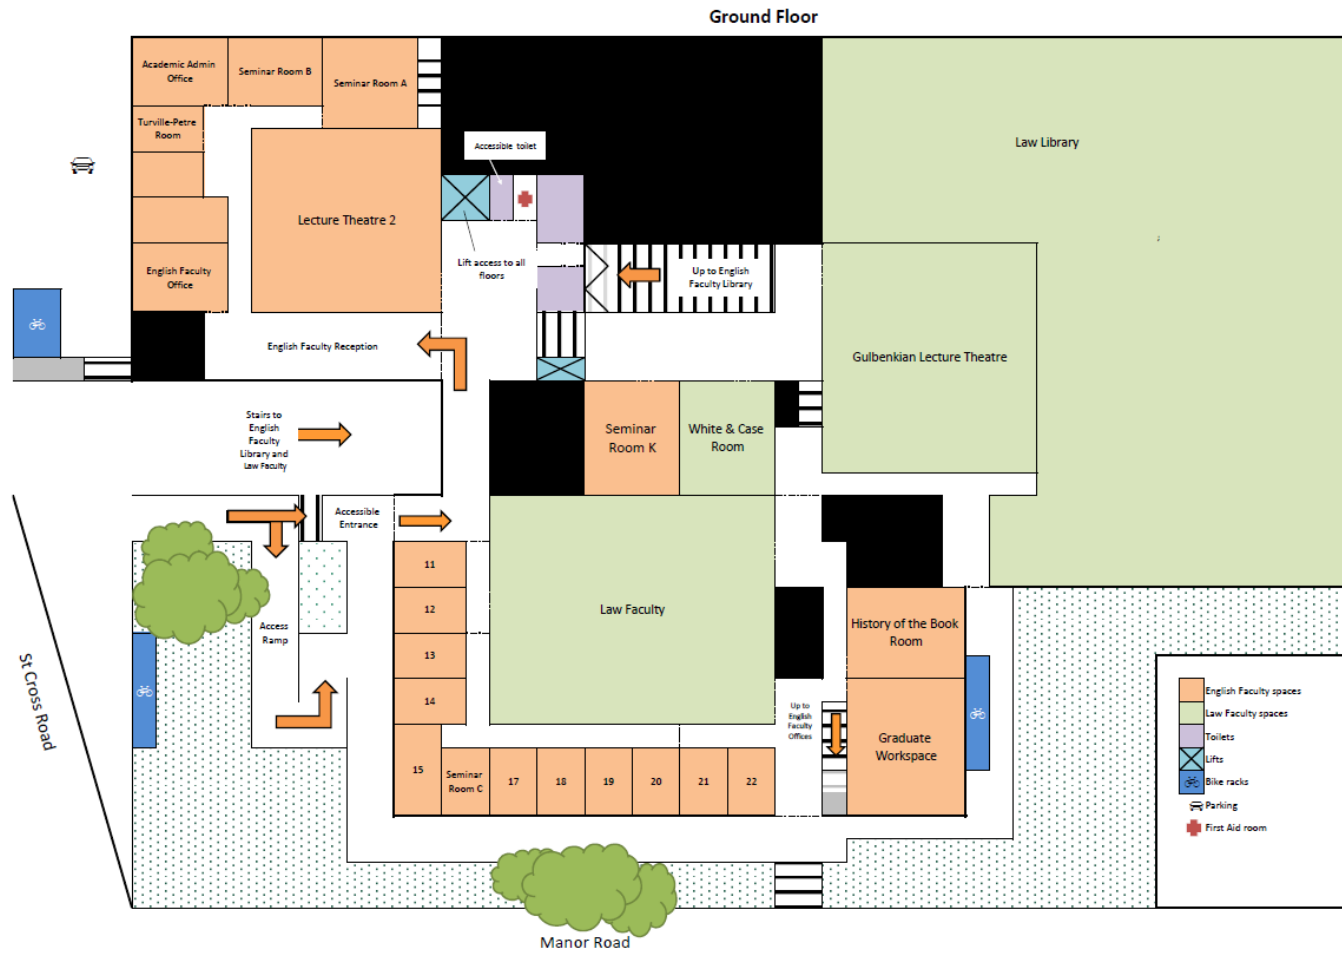 Ground Floor
Academic Admin
Office
Seminar Room B
Seminar Room A
Turville-Petre
Room
Accessible toilet
Law Library
Lecture Theatre 2
Lift access to all
floors
English Faculty
Office
Up to English
Faculty Library
English Faculty Reception
Gulbenkian Lecture Theatre
Stairs to
English
Faculty
Library and
Law Faculty
Seminar
Room K
White & Case
Room
Accessible
Entrance
11
12
13
14
15
Law Faculty
Access
Ramp
History of the Book
Room
St Cross Road
Up to
English
Faculty
Offices
Graduate
Workspace
Seminar
Room C
17
18
19
20
21
22
English Faculty spaces
Law Faculty spaces
Toilets
Lifts
Bike racks
Parking
First Aid room
Manor Road